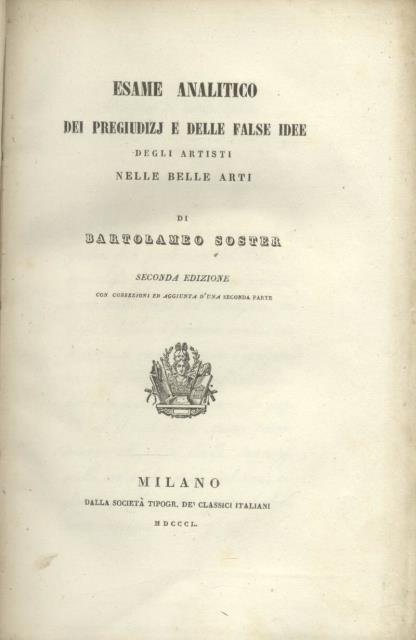 ESAME ANALITICO
DEI PREGIUDIZJ E DELLE FALSE IDEE
DEGLI ARTISTI
NELLE BELLE ARTI
DI
BARTOLAMEO SOSTER
SECONDA EDIZIONE
CON CORREZIONI ED AGGIUNTA D'UNA SECONDA PARTE
MILANO
DALLA SOCIETÀ TIPOGR. DE' CLASSICI ITALIANI
MDCCCL.